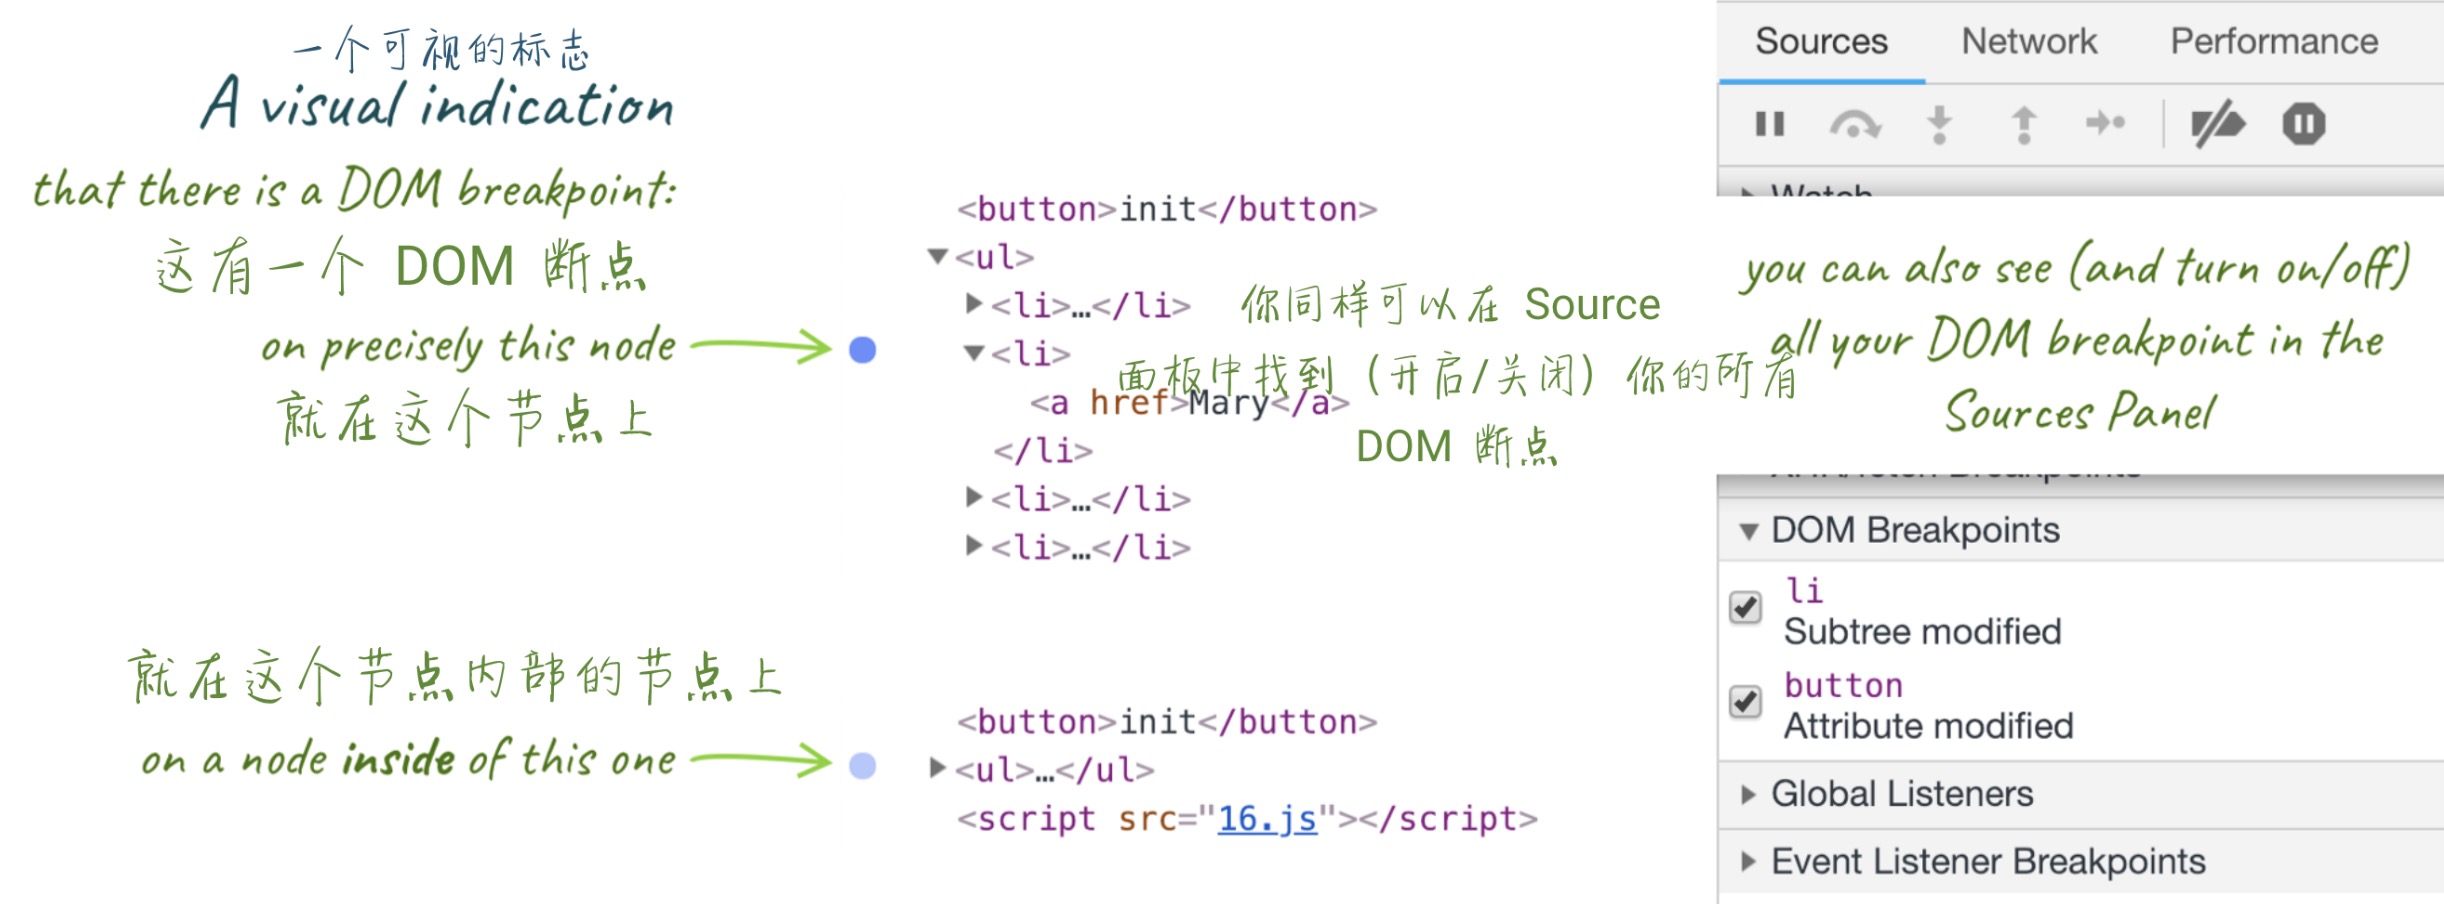 一个可视的标志
A visual indication
that there is a DOM breakpoint:
这有一个 DOM 断点
on precisely this node
就在这个节点上
就在这个节点内部的节点上
on a node inside of this one
<button>init</button>
<ul>
<li>…</li>
<li>
<a href>Mary</a>
</li>
<li>…</li>
<li>…</li>
你同样可以在 Source
面板中找到（开启/关闭）你的所有
DOM 断点
<button>init</button>
<ul>…</ul>
<script src="16.js"></script>
Sources Network Performance
Watch
you can also see (and turn on/off)
all your DOM breakpoint in the
Sources Panel
XHR/fetch Breakpoints
DOM Breakpoints
li
Subtree modified
button
Attribute modified
Global Listeners
Event Listener Breakpoints